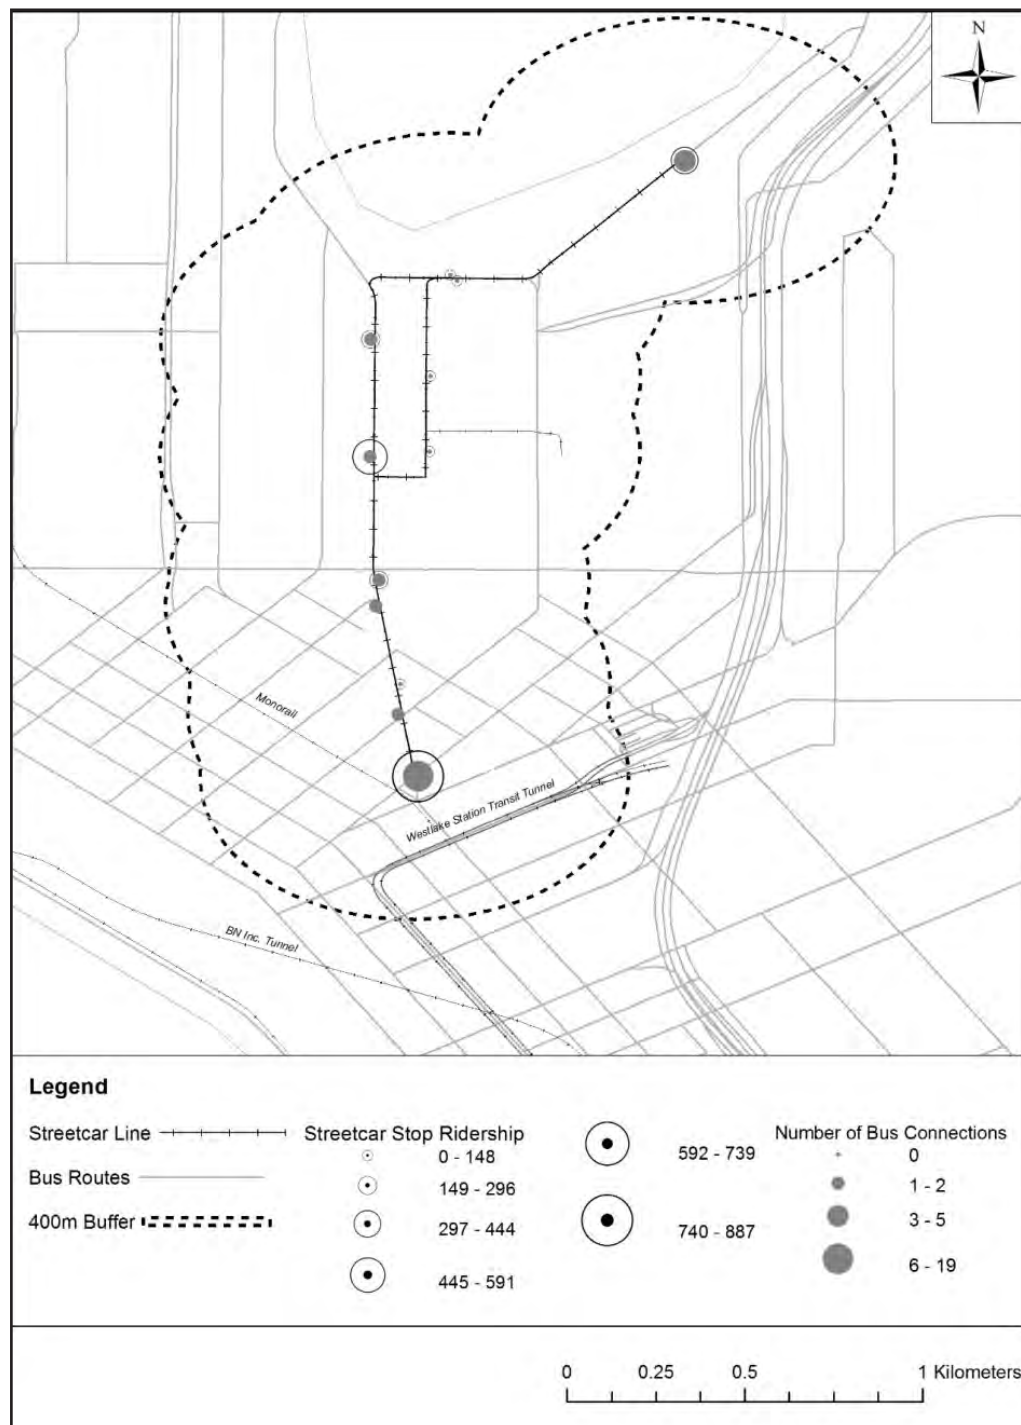 N
Monorail
Westlake Station Transit Tunnel
BN Inc. Tunnel
Legend
Streetcar Line
Bus Routes
400m Buffer
Streetcar Stop Ridership
0 - 148
149 - 296
297 - 444
445 - 591
592 - 739
740 - 887
Number of Bus Connections
0
1 - 2
3 - 5
6 - 19
0 0.25 0.5 1 Kilometers